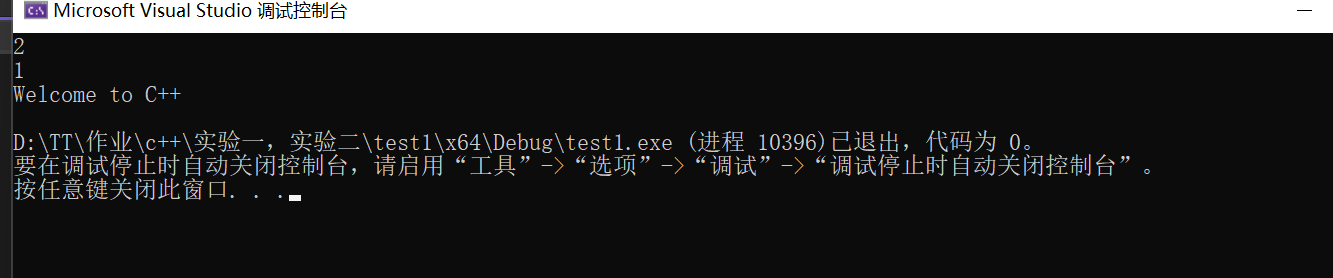 Microsoft Visual Studio 调试控制台
2
1
Welcome to C++
D:\TT\作业\c++\实验一，实验二\test1\x64\Debug\test1.exe (进程 10396)已退出，代码为 0。
要在调试停止时自动关闭控制台，请启用“工具”->“选项”->“调试”->“调试停止时自动关闭控制台”。
按任意键关闭此窗口. . .